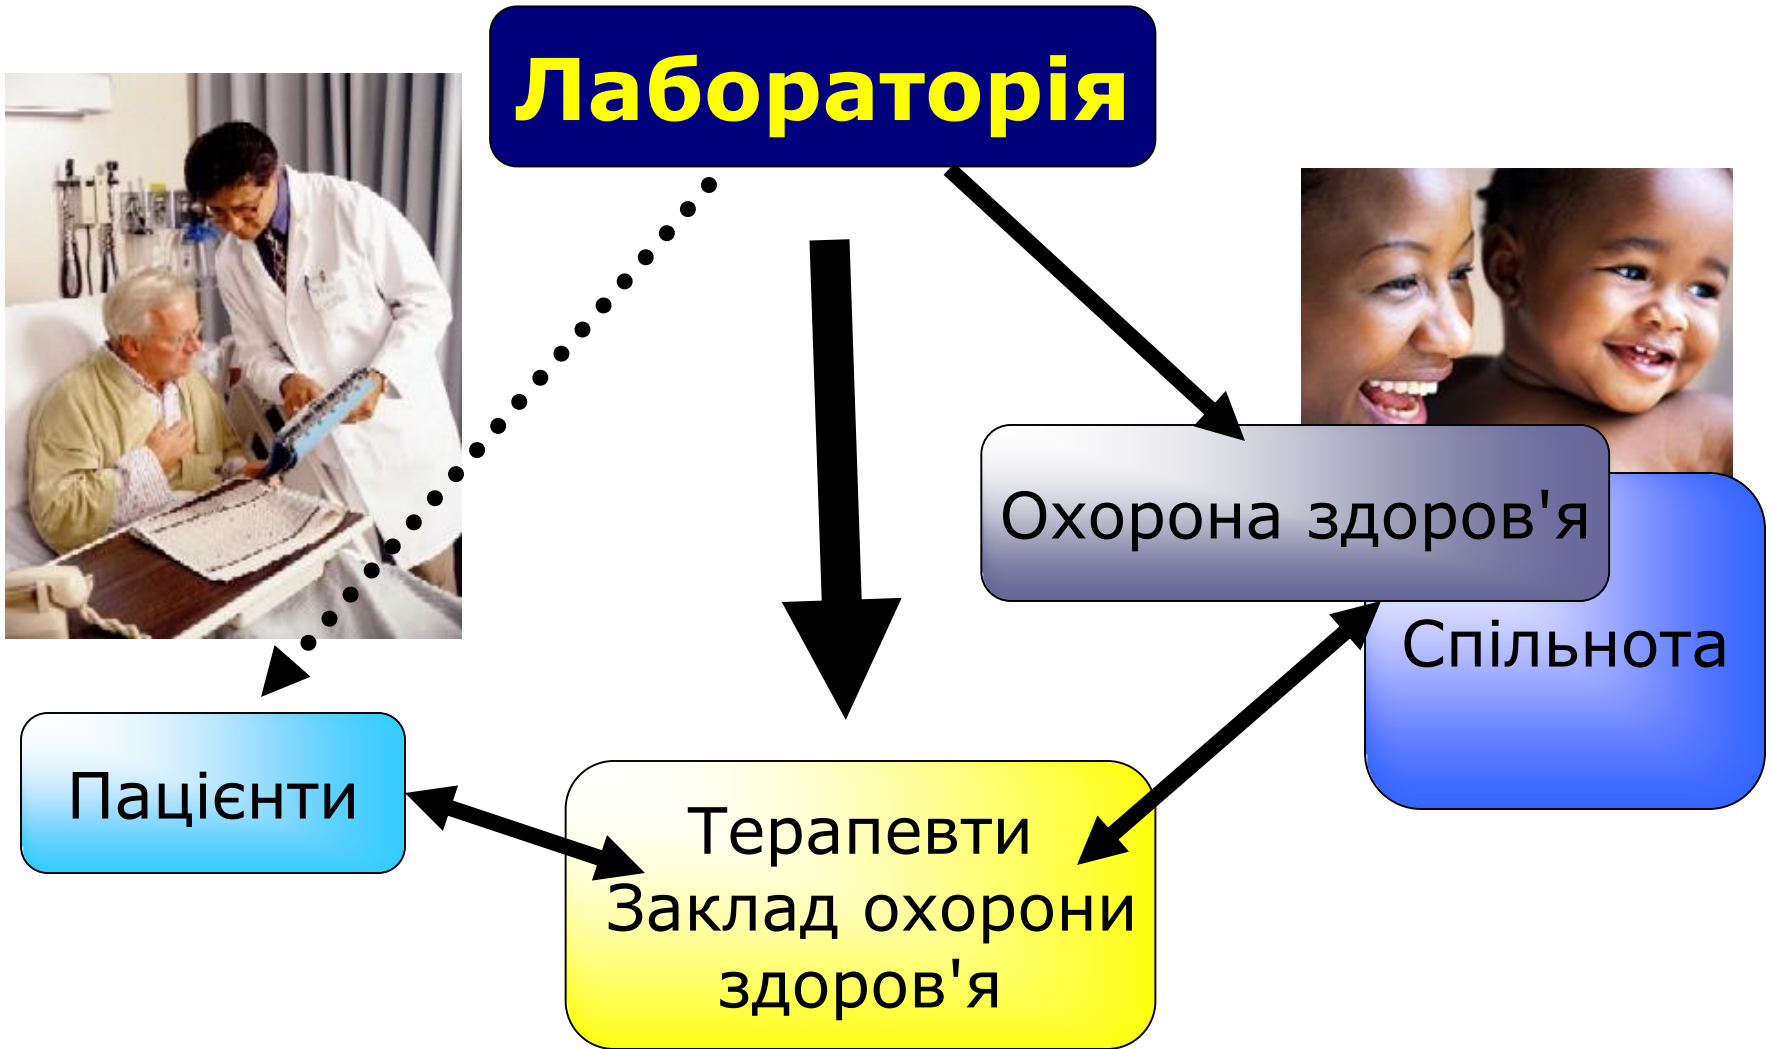 Лабораторія
Охорона здоров'я
Спільнота
Пацієнти
Терапевти
Заклад охорони
здоров'я